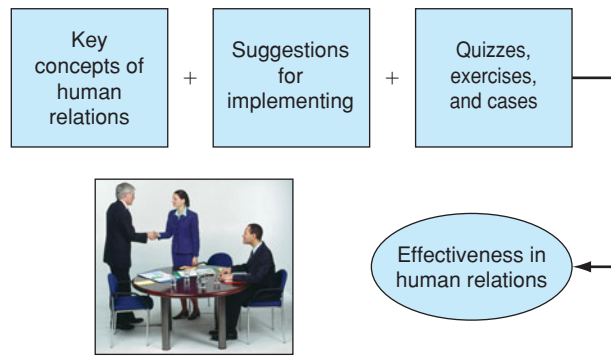 Key
concepts of
human
relations
+
Suggestions
for
implementing
+
Quizzes,
exercises,
and cases
Effectiveness in
human relations